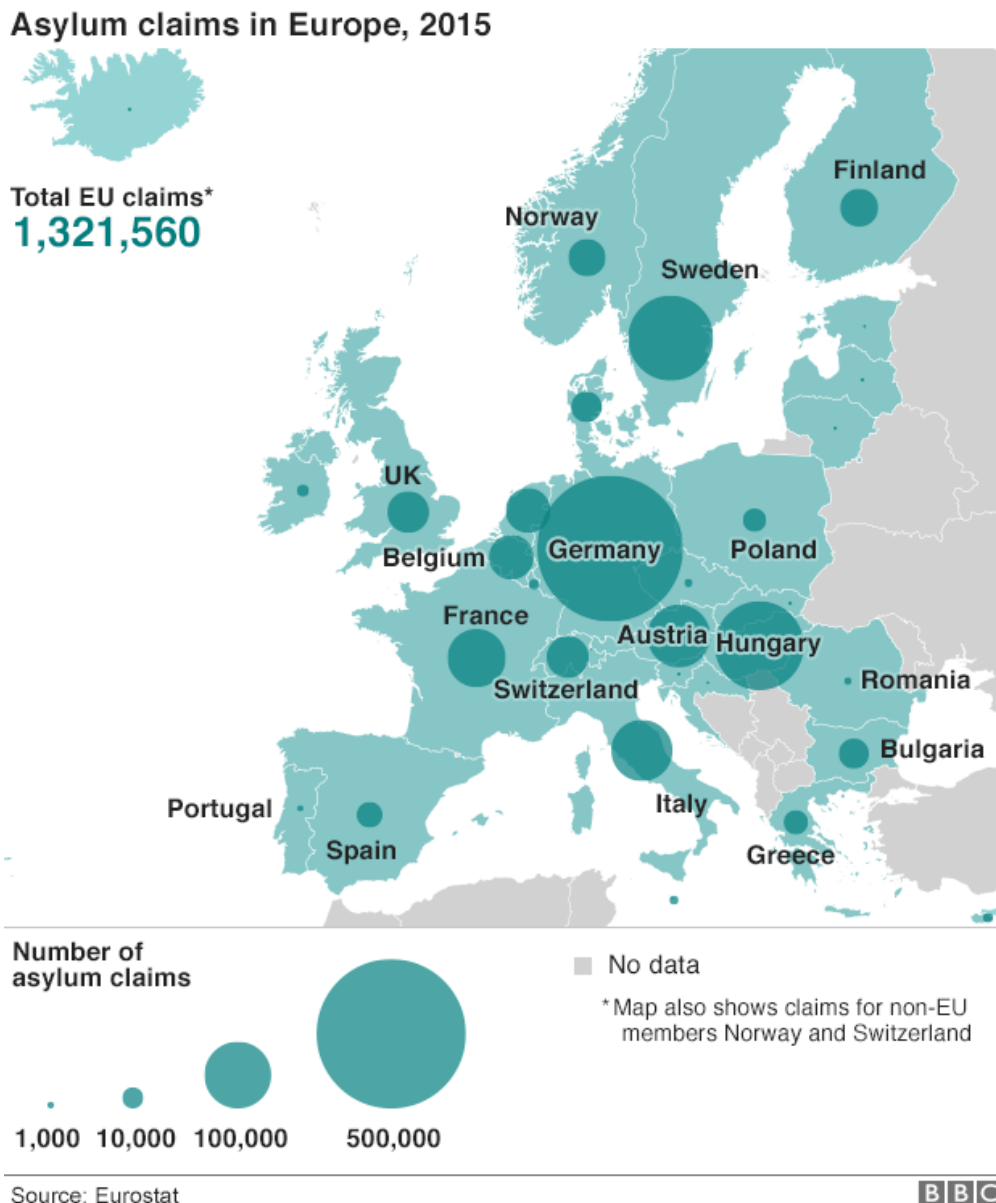 Asylum claims in Europe, 2015
Total EU claims*
1,321,560
Finland
Norway
Sweden
UK
Belgium
Germany
Poland
France
Austria
Hungary
Switzerland
Romania
Bulgaria
Portugal
Italy
Spain
Greece
Number of
asylum claims
1,000
10,000
100,000
500,000
No data
*Map also shows claims for non-EU
members Norway and Switzerland
Source: Eurostat
BBC